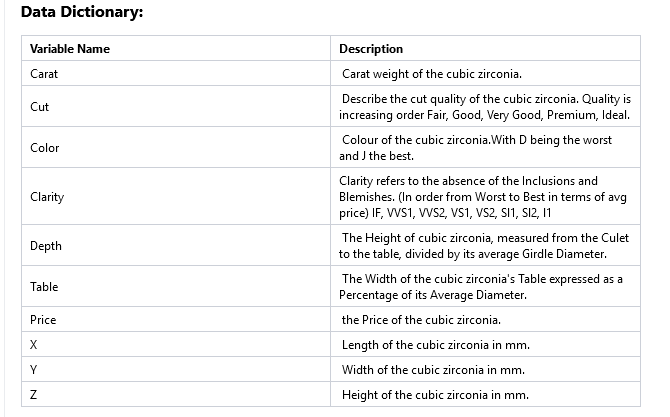 Data Dictionary:
Variable Name Description
Carat Carat weight of the cubic zirconia.
Cut Describe the cut quality of the cubic zirconia. Quality is
increasing order Fair, Good, Very Good, Premium, Ideal.
Color Colour of the cubic zirconia.With D being the worst
and J the best.
Clarity Clarity refers to the absence of the Inclusions and
Blemishes. (In order from Worst to Best in terms of avg
price) IF, VVS1, VVS2, VS1, VS2, SI1, SI2, I1
Depth The Height of cubic zirconia, measured from the Culet
to the table, divided by its average Girdle Diameter.
Table The Width of the cubic zirconia's Table expressed as a
Percentage of its Average Diameter.
Price the Price of the cubic zirconia.
X Length of the cubic zirconia in mm.
Y Width of the cubic zirconia in mm.
Z Height of the cubic zirconia in mm.